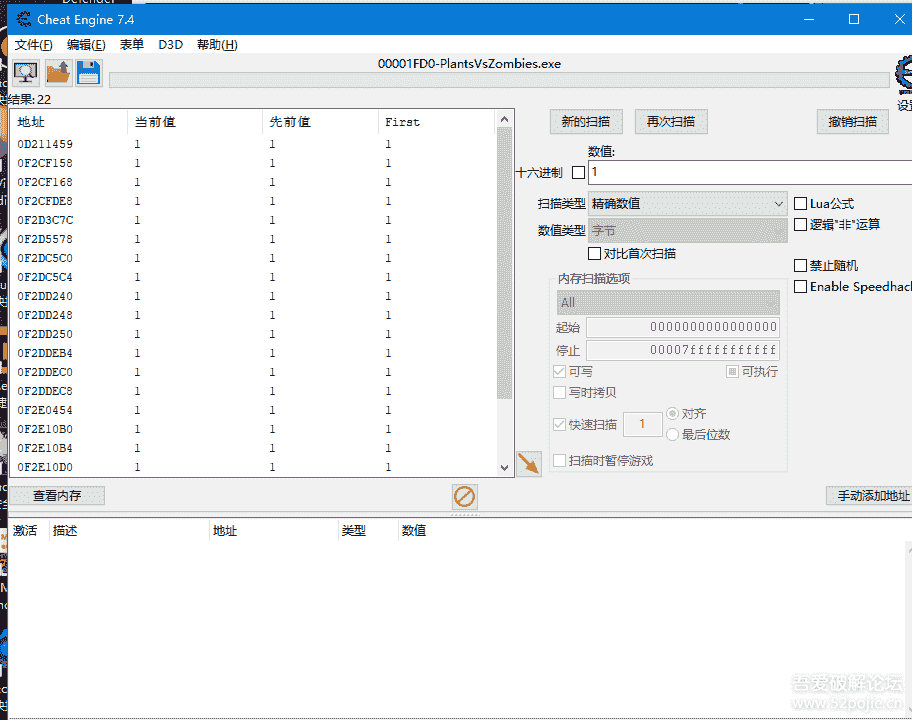 Cheat Engine 7.4
文件(F) 编辑(E) 表单 D3D 帮助(H)
00001FD0-PlantsVsZombies.exe
结果:22
设
地址 当前值 先前值 First
0D211459 1 1 1
0F2CF158 1 1 1
0F2CF168 1 1 1
0F2CFDE8 1 1 1
0F2D3C7C 1 1 1
0F2D5578 1 1 1
0F2DC5C0 1 1 1
0F2DC5C4 1 1 1
0F2DD240 1 1 1
0F2DD248 1 1 1
0F2DD250 1 1 1
0F2DDEB4 1 1 1
0F2DDEC0 1 1 1
0F2DDEC8 1 1 1
0F2E0454 1 1 1
0F2E10B0 1 1 1
0F2E10B4 1 1 1
0F2E10D0 1 1 1
新的扫描 再次扫描 撤销扫描
数值:
十六进制 1
扫描类型 精确数值
Lua公式
数值类型 字节
逻辑"非"运算
对比首次扫描
内存扫描选项
禁止随机
All
Enable Speedhack
起始 0000000000000000
停止 00007fffffffffff
可写 可执行
写时拷贝
快速扫描 1 对齐
最后位数
扫描时暂停游戏
查看内存 手动添加地址
激活 描述 地址 类型 数值
吾爱破解论坛
www.52pojie.cn